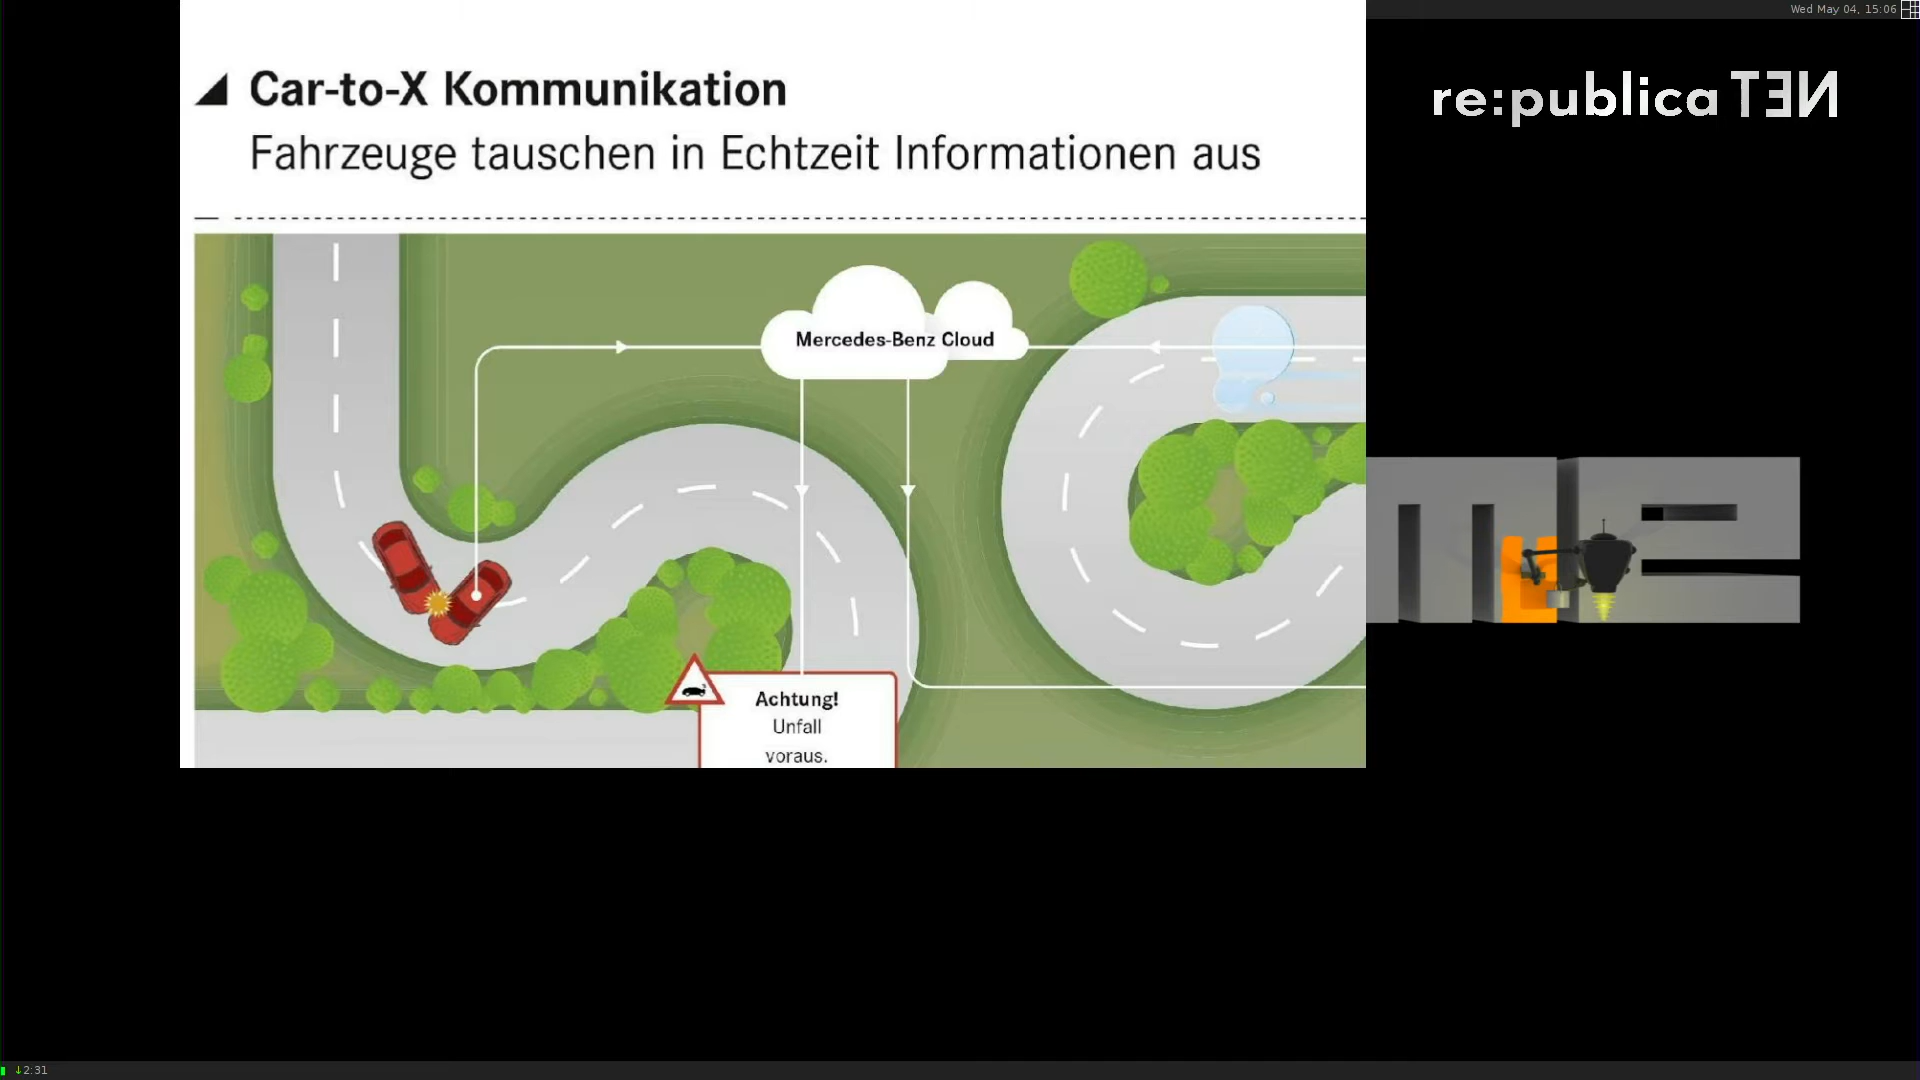 Wed May 04, 15:06
Car-to-X Kommunikation
Fahrzeuge tauschen in Echtzeit Informationen aus
re:publica TEN
Mercedes-Benz Cloud
Achtung!
Unfall
voraus.
↓2:31